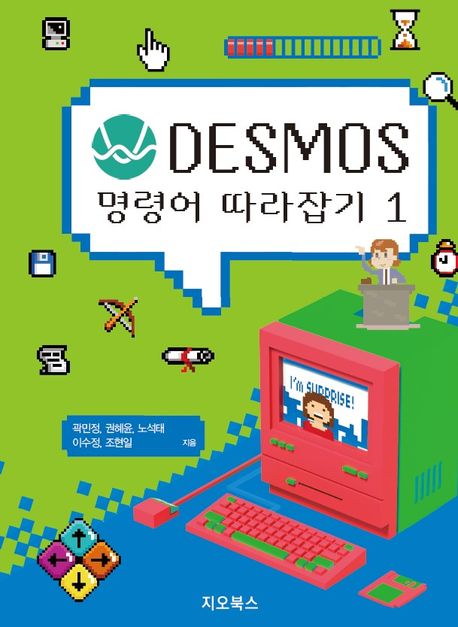 DESMOS
명령어 따라잡기 1
I'M SURPRISE!
곽민정, 권혜윤, 노석태
이수정, 조현일 지음
지오북스